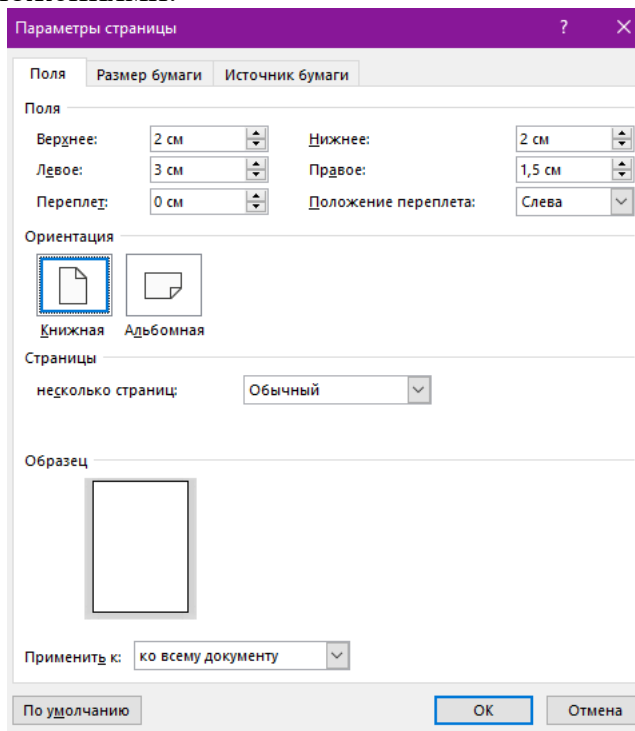 Параметры страницы ?
Поля Размер бумаги Источник бумаги
Поля
Верхнее: 2 см Нижнее: 2 см
Левое: 3 см Правое: 1,5 см
Переплет: 0 см Положение переплета: Слева
Ориентация
Книжная Альбомная
Страницы
несколько страниц: Обычный
Образец
Применить к: ко всему документу
По умолчанию ОК Отмена